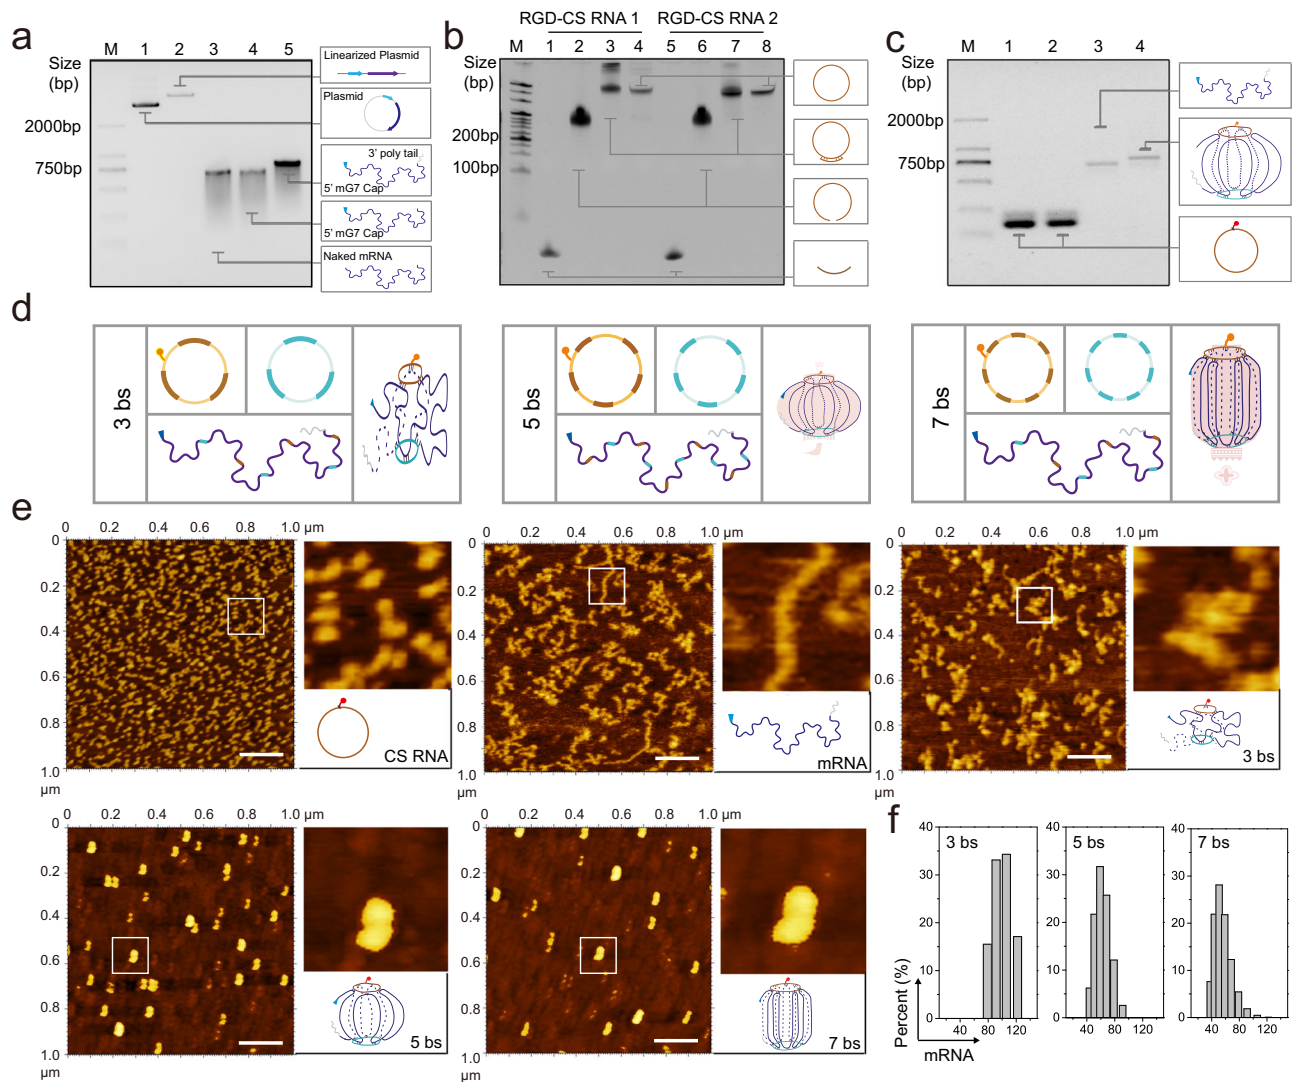 a
M 1 2 3 4 5
Size
(bp)
2000bp
750bp
Linearized Plasmid
Plasmid
3' poly tail
5' mG7 Cap
5' mG7 Cap
Naked mRNA
b
RGD-CS RNA 1 RGD-CS RNA 2
M 1 2 3 4 5 6 7 8
Size
(bp)
200bp
100bp
c
M 1 2 3 4
Size
(bp)
2000bp
750bp
d
3 bs
5 bs
7 bs
e
0 0.2 0.4 0.6 0.8 1.0 μm
0
0.2
0.4
0.6
0.8
1.0
μm
CS RNA
0 0.2 0.4 0.6 0.8 1.0 μm
0
0.2
0.4
0.6
0.8
1.0
μm
mRNA
0 0.2 0.4 0.6 0.8 1.0 μm
0
0.2
0.4
0.6
0.8
1.0
μm
3 bs
0 0.2 0.4 0.6 0.8 1.0 μm
0
0.2
0.4
0.6
0.8
1.0
μm
5 bs
0 0.2 0.4 0.6 0.8 1.0 μm
0
0.2
0.4
0.6
0.8
1.0
μm
7 bs
f
40
30
20
10
0
3 bs
40 80 120
40
30
20
10
0
5 bs
40 80 120
40
30
20
10
0
7 bs
40 80 120
Percent (%)
mRNA